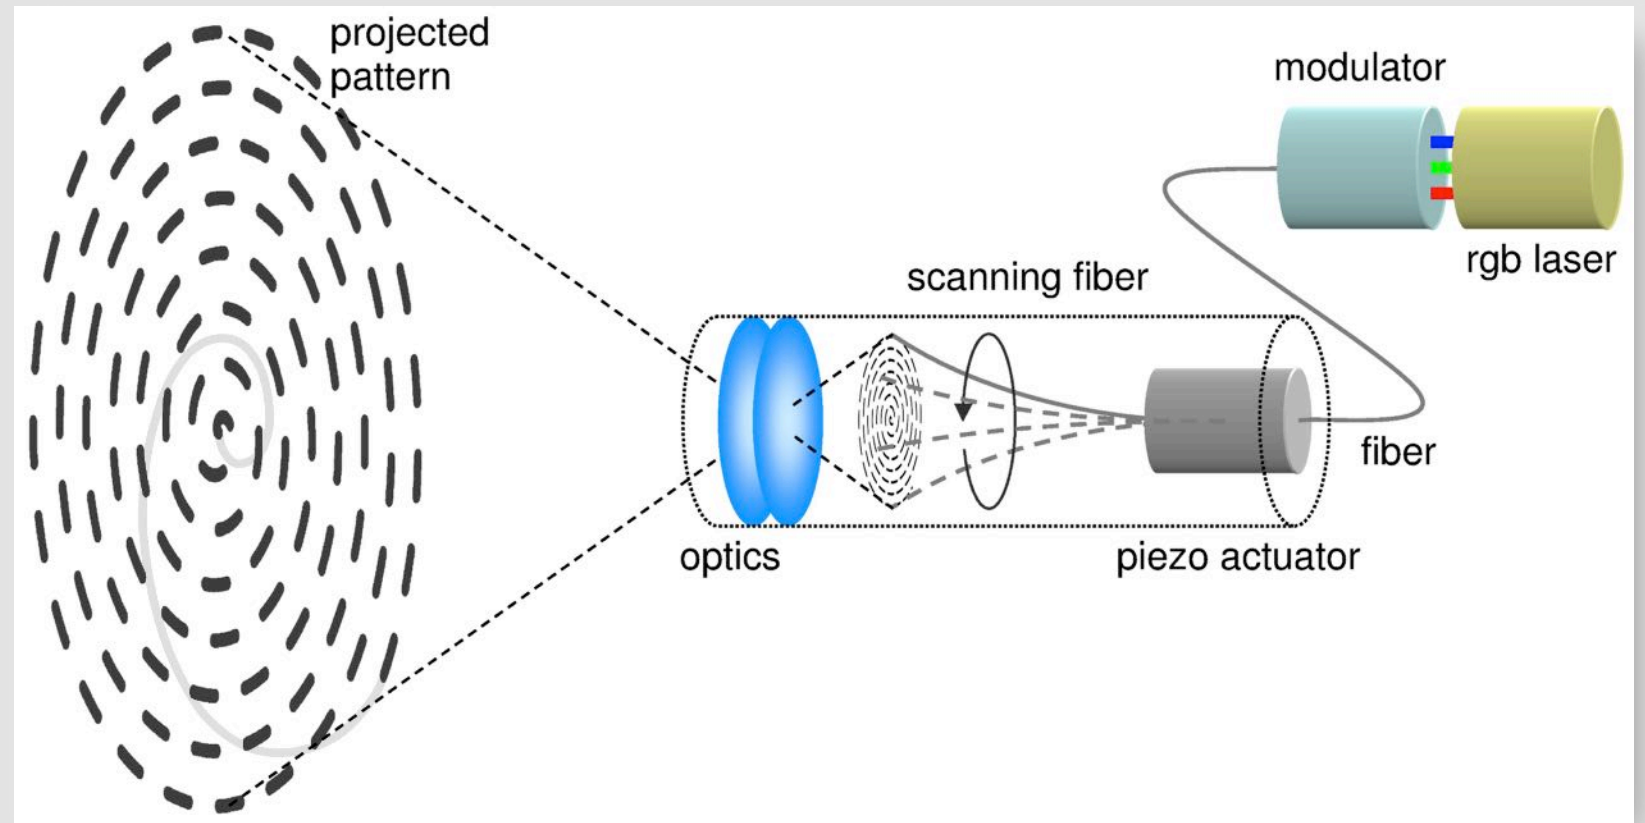 projected
pattern
modulator
rgb laser
scanning fiber
fiber
optics
piezo actuator